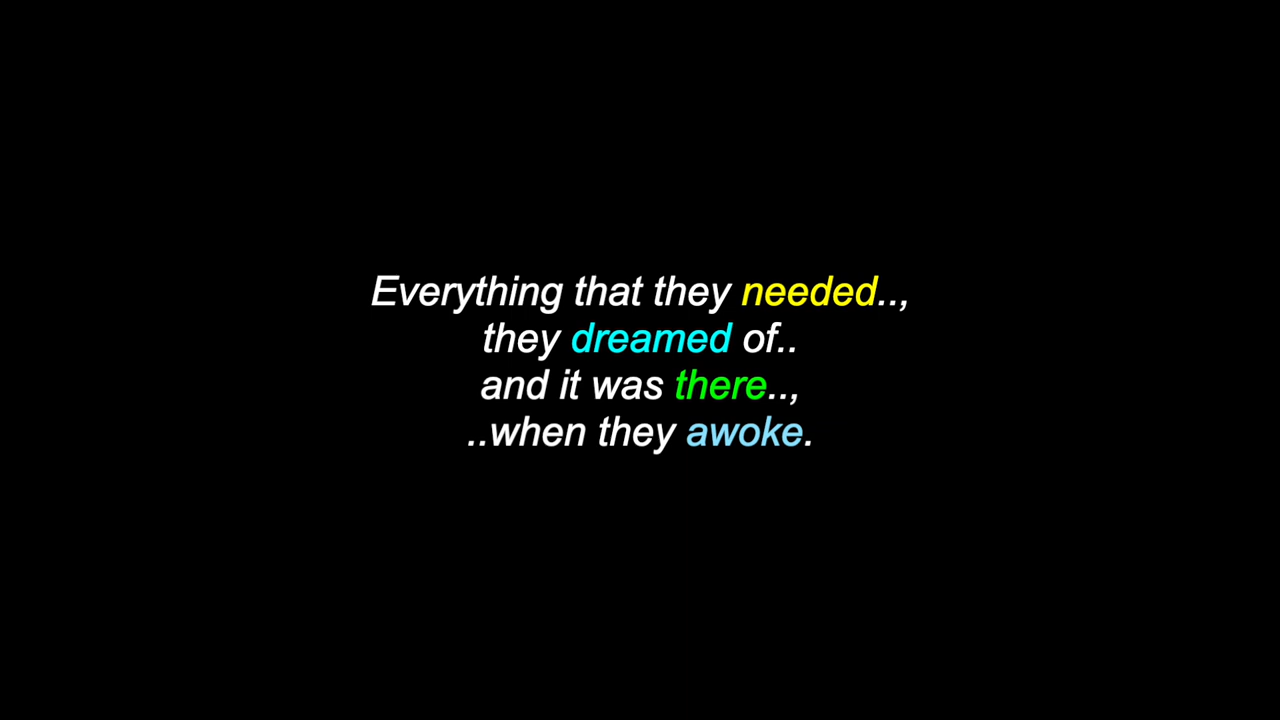 Everything that they needed..,
they dreamed of..
and it was there..,
..when they awoke.